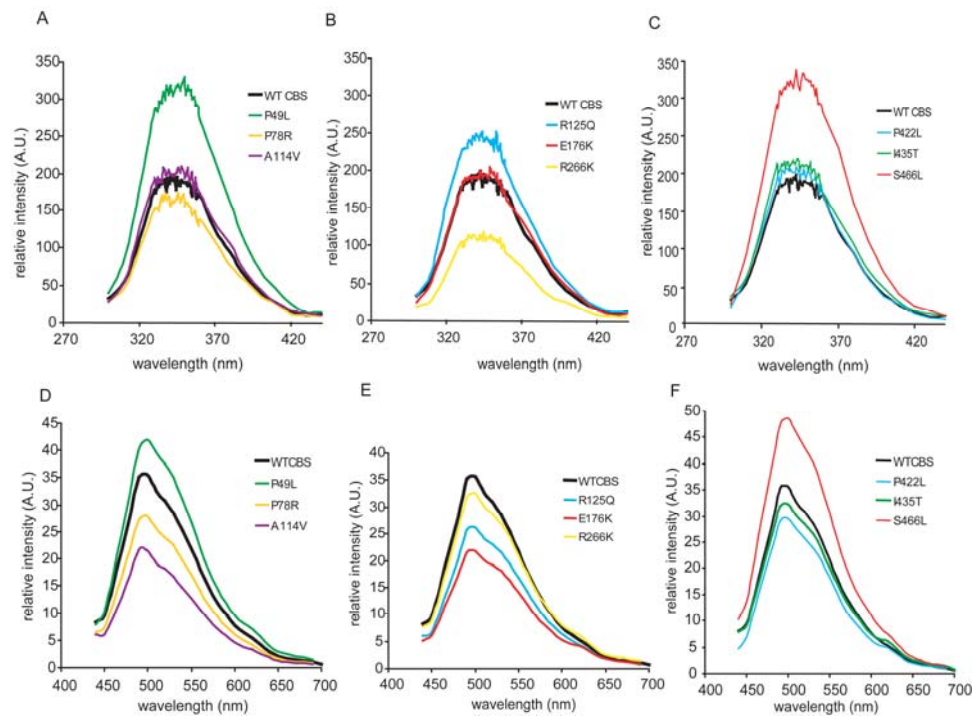 A
relative intensity (A.U.)
350
300
250
200
150
100
50
0
270
320
370
420
wavelength (nm)
WT CBS
P49L
P78R
A114V
B
relative intensity (A.U.)
350
300
250
200
150
100
50
0
270
320
370
420
wavelength (nm)
WT CBS
R125Q
E176K
R266K
C
relative intensity (A.U.)
350
300
250
200
150
100
50
0
270
320
370
420
wavelength (nm)
WT CBS
P422L
I435T
S466L
D
relative intensity (A.U.)
45
40
35
30
25
20
15
10
5
0
400
450
500
550
600
650
700
wavelength (nm)
WTCBS
P49L
P78R
A114V
E
relative intensity (A.U.)
40
35
30
25
20
15
10
5
0
400
450
500
550
600
650
700
wavelength (nm)
WTCBS
R125Q
E176K
R266K
F
relative intensity (A.U.)
50
45
40
35
30
25
20
15
10
5
0
400
450
500
550
600
650
700
wavelength (nm)
WTCBS
P422L
I435T
S466L